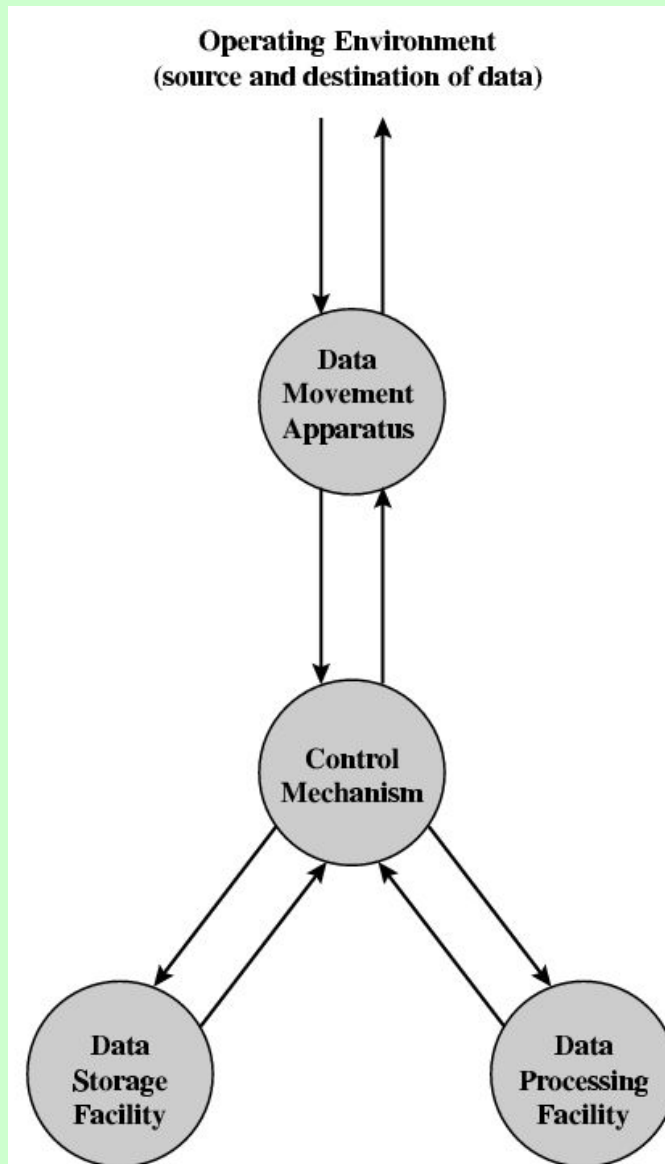 Operating Environment
(source and destination of data)
Data
Movement
Apparatus
Control
Mechanism
Data
Storage
Facility
Data
Processing
Facility